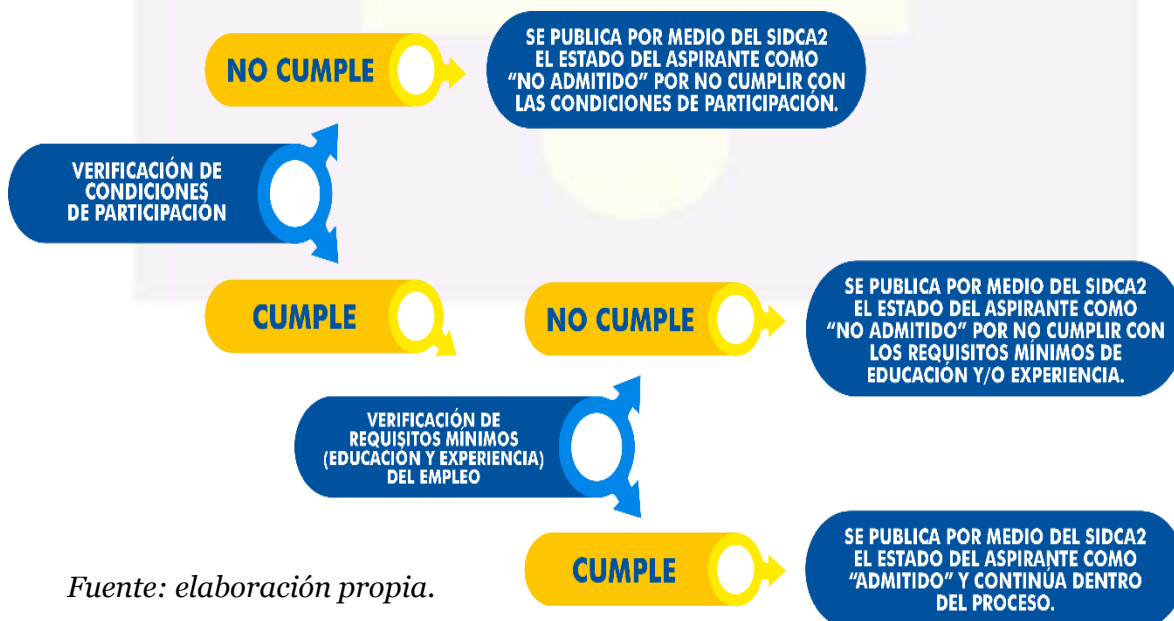 NO CUMPLE
SE PUBLICA POR MEDIO DEL SIDCA2
EL ESTADO DEL ASPIRANTE COMO
“NO ADMITIDO” POR NO CUMPLIR CON
LAS CONDICIONES DE PARTICIPACIÓN.
VERIFICACIÓN DE
CONDICIONES
DE PARTICIPACIÓN
CUMPLE
NO CUMPLE
SE PUBLICA POR MEDIO DEL SIDCA2
EL ESTADO DEL ASPIRANTE COMO
“NO ADMITIDO” POR NO CUMPLIR CON
LOS REQUISITOS MÍNIMOS DE
EDUCACIÓN Y/O EXPERIENCIA.
VERIFICACIÓN DE
REQUISITOS MÍNIMOS
(EDUCACIÓN Y EXPERIENCIA)
DEL EMPLEO
CUMPLE
SE PUBLICA POR MEDIO DEL SIDCA2
EL ESTADO DEL ASPIRANTE COMO
“ADMITIDO” Y CONTINÚA DENTRO
DEL PROCESO.
Fuente: elaboración propia.